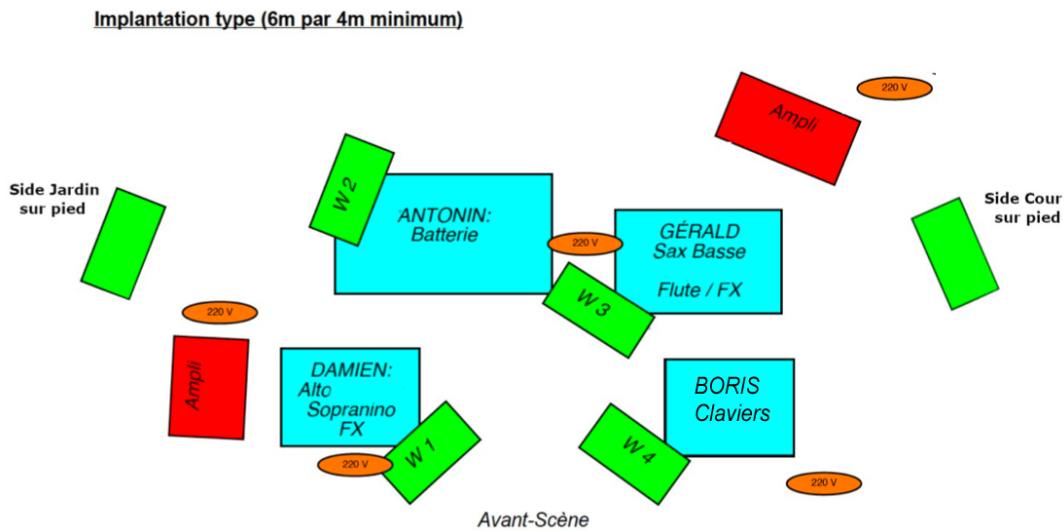 Implantation type (6m par 4m minimum)
220 V
Ampli
Side Jardin
sur pied
W 2
ANTONIN:
Batterie
220 V
GÉRALD
Sax Basse
Flute / FX
Side Cour
sur pied
W 3
220 V
Ampli
DAMIEN:
Alto
Sopranino
FX
BORIS
Claviers
W 1
W 4
220 V
220 V
Avant-Scène